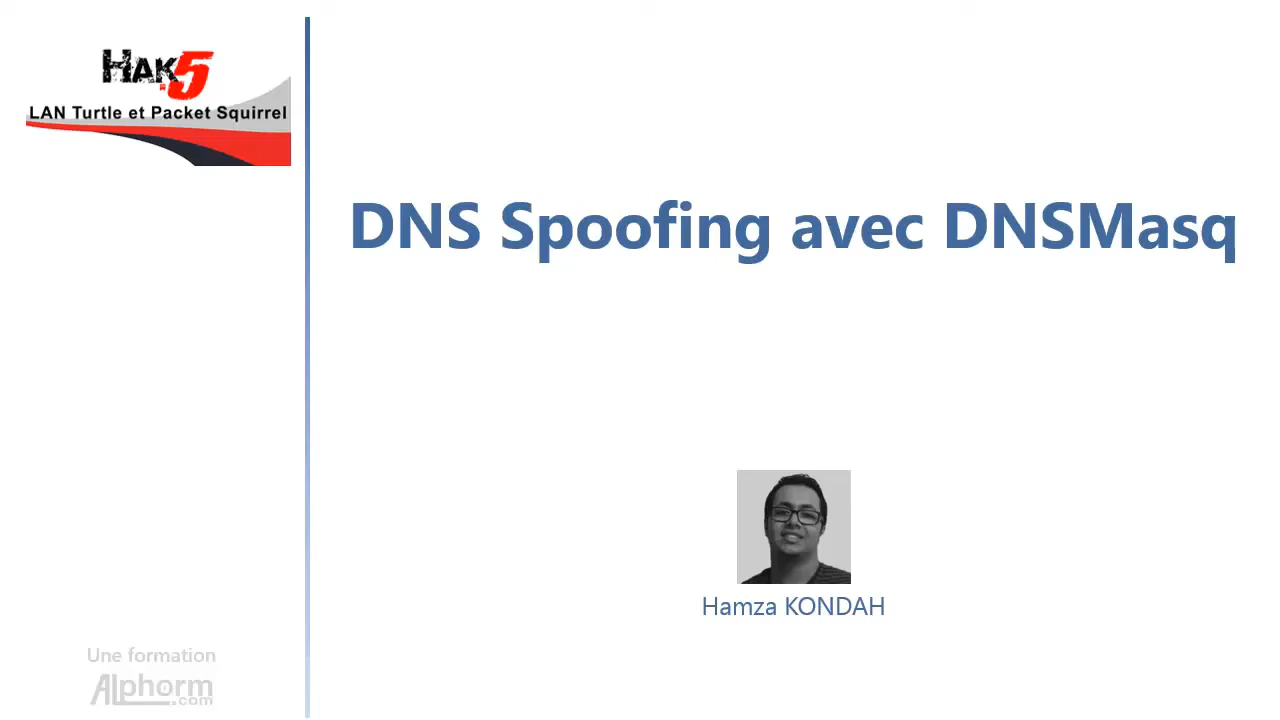 HAK5
LAN Turtle et Packet Squirrel
DNS Spoofing avec DNSMasq
Hamza KONDAH
Une formation
Alphorm
.com